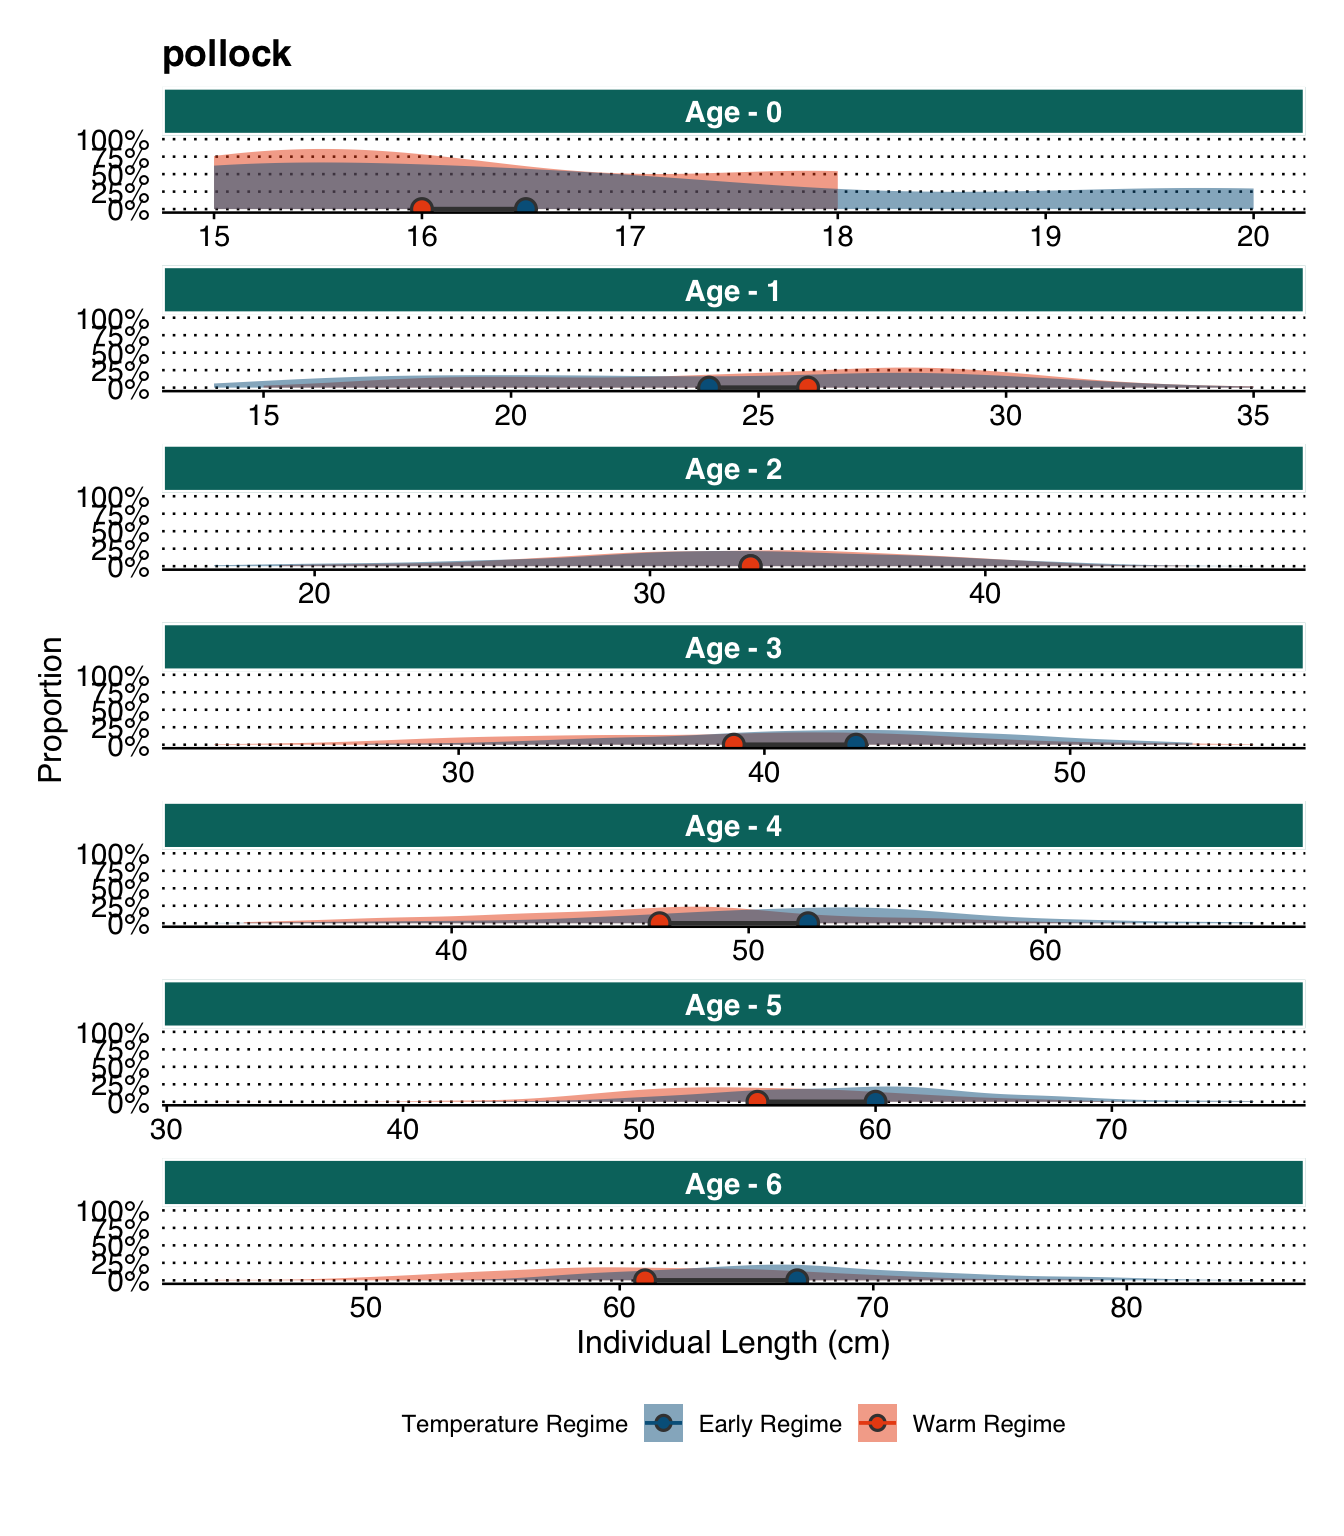 pollock
Age - 0
100%
75%
50%
25%
0%
15 16 17 18 19 20
Age - 1
100%
75%
50%
25%
0%
15 20 25 30 35
Age - 2
100%
75%
50%
25%
0%
20 30 40
Proportion
Age - 3
100%
75%
50%
25%
0%
30 40 50
Age - 4
100%
75%
50%
25%
0%
40 50 60
Age - 5
100%
75%
50%
25%
0%
30 40 50 60 70
Age - 6
100%
75%
50%
25%
0%
50 60 70 80
Individual Length (cm)
Temperature Regime Early Regime Warm Regime